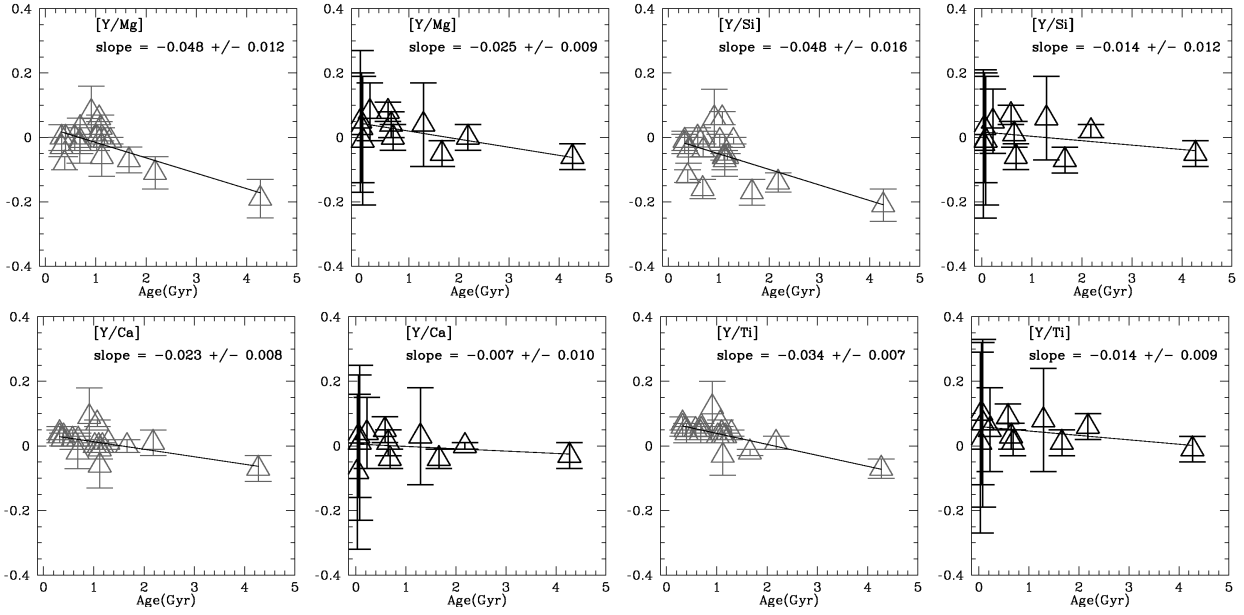 [Y/Mg]
slope = -0.048 +/- 0.012
0.4
0.2
0
-0.2
-0.4
0 1 2 3 4 5
Age(Gyr)
[Y/Mg]
slope = -0.025 +/- 0.009
0.4
0.2
0
-0.2
-0.4
0 1 2 3 4 5
Age(Gyr)
[Y/Si]
slope = -0.048 +/- 0.016
0.4
0.2
0
-0.2
-0.4
0 1 2 3 4 5
Age(Gyr)
[Y/Si]
slope = -0.014 +/- 0.012
0.4
0.2
0
-0.2
-0.4
0 1 2 3 4 5
Age(Gyr)
[Y/Ca]
slope = -0.023 +/- 0.008
0.4
0.2
0
-0.2
-0.4
0 1 2 3 4 5
Age(Gyr)
[Y/Ca]
slope = -0.007 +/- 0.010
0.4
0.2
0
-0.2
-0.4
0 1 2 3 4 5
Age(Gyr)
[Y/Ti]
slope = -0.034 +/- 0.007
0.4
0.2
0
-0.2
-0.4
0 1 2 3 4 5
Age(Gyr)
[Y/Ti]
slope = -0.014 +/- 0.009
0.4
0.2
0
-0.2
-0.4
0 1 2 3 4 5
Age(Gyr)